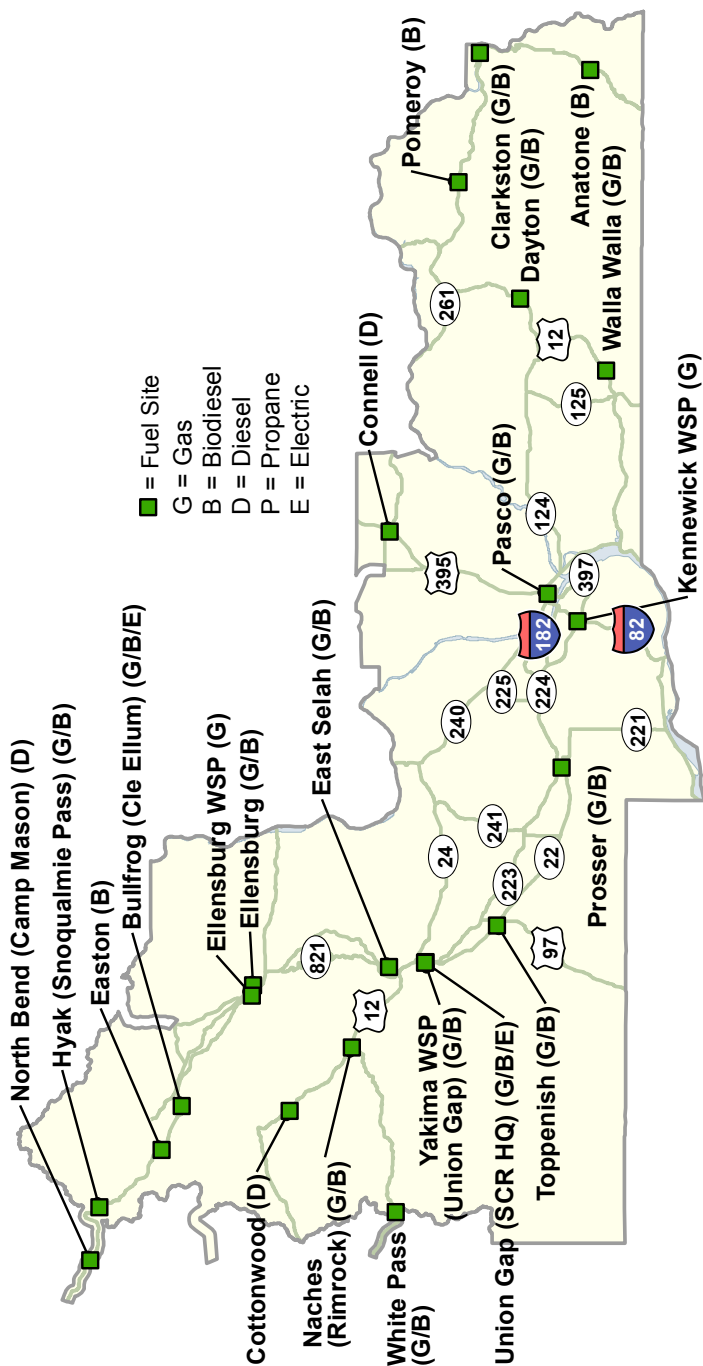 North Bend (Camp Mason) (D)
Hyak (Snoqualmie Pass) (G/B)
Easton (B)
Bullfrog (Cle Ellum) (G/B/E)
Ellensburg WSP (G)
Ellensburg (G/B)
East Selah (G/B)
Connell (D)
Pomeroy (B)
= Fuel Site
G = Gas
B = Biodiesel
D = Diesel
P = Propane
E = Electric
Cottonwood (D)
Naches
(Rimrock) (G/B)
White Pass
(G/B)
Yakima WSP
(Union Gap) (G/B)
Union Gap (SCR HQ) (G/B/E)
Toppenish (G/B)
Prosser (G/B)
Pasco (G/B)
Kennewick WSP (G)
Clarkston (G/B)
Dayton (G/B)
Anatone (B)
Walla Walla (G/B)
821
12
24
241
223
22
97
240
225
224
221
182
82
395
397
124
261
12
125